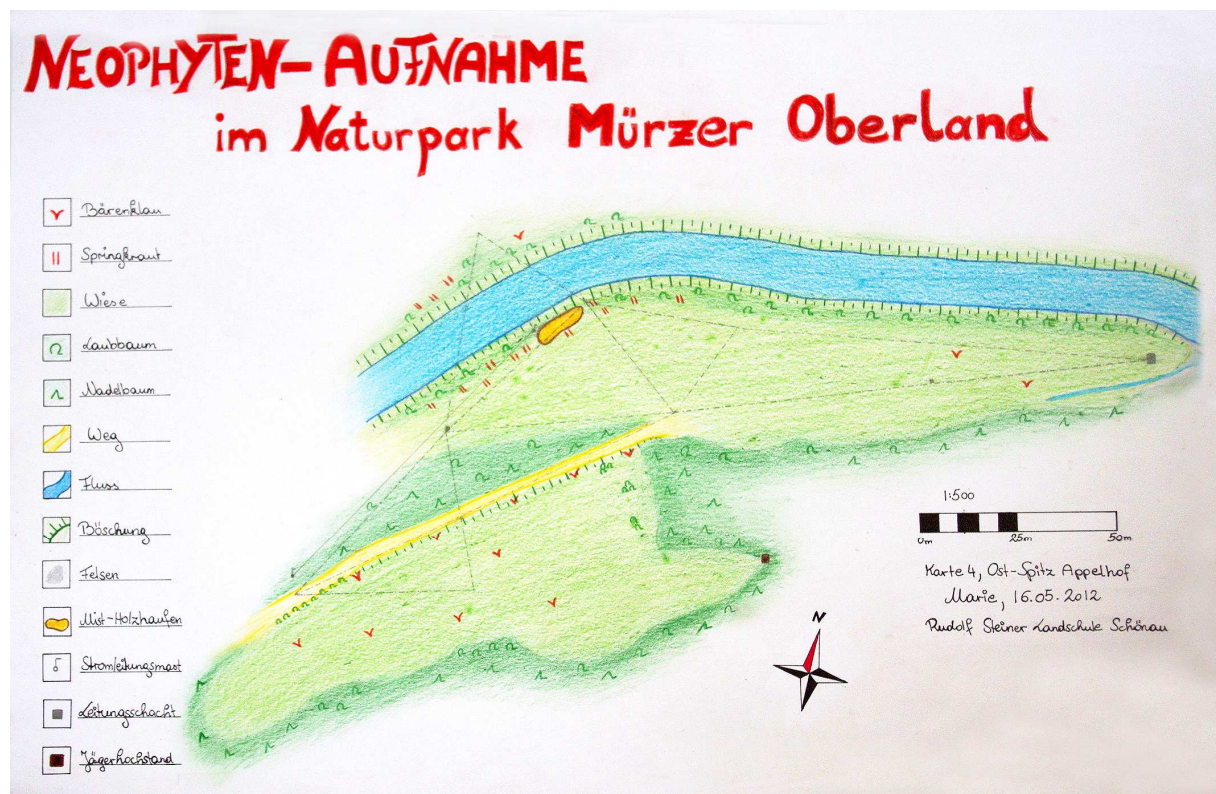 NEOPHYTEN-AUFNAHME
im Naturpark Mürzer Oberland
Bärenklau
Springkraut
Wiese
Laubbaum
Nadelbaum
Weg
Fluss
Böschung
Felsen
Mist-Holzhaufen
Stromleitungsmast
Leitungsschacht
Jägerhochstand
N
1:500
0m 25m 50m
Karte 4, Ost-Spitz Appelhof
Marie, 16.05.2012
Rudolf Steiner Landschule Schönau